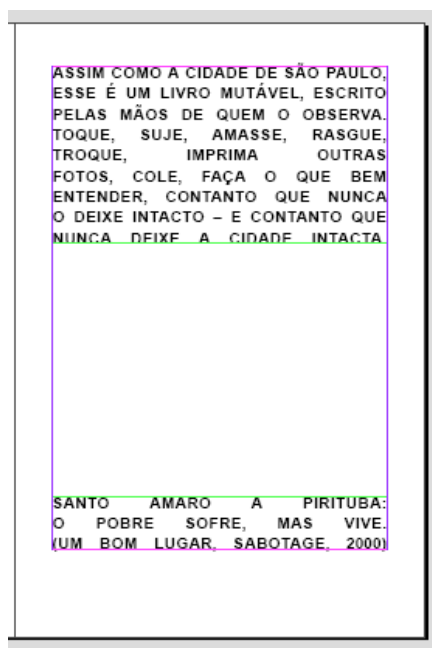 ASSIM COMO A CIDADE DE SÃO PAULO,
ESSE É UM LIVRO MUTÁVEL, ESCRITO
PELAS MÃOS DE QUEM O OBSERVA.
TOQUE, SUJE, AMASSE, RASGUE,
TROQUE, IMPRIMA OUTRAS
FOTOS, COLE, FAÇA O QUE BEM
ENTENDER, CONTANTO QUE NUNCA
O DEIXE INTACTO – E CONTANTO QUE
NUNCA DEIXE A CIDADE INTACTA.
SANTO AMARO A PIRITUBA:
O POBRE SOFRE, MAS VIVE.
(UM BOM LUGAR, SABOTAGE, 2000)